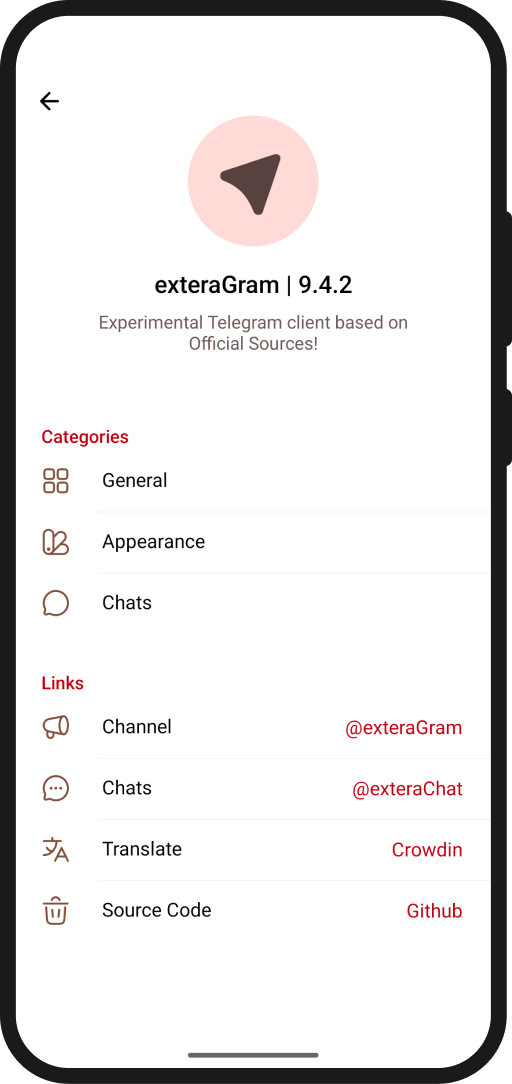 exteraGram | 9.4.2
Experimental Telegram client based on
Official Sources!
Categories
General
Appearance
Chats
Links
Channel @exteraGram
Chats @exteraChat
Translate Crowdin
Source Code Github